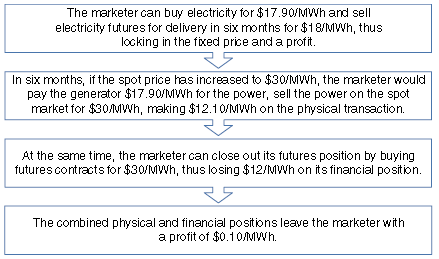 The marketer can buy electricity for $17.90/MWh and sell
electricity futures for delivery in six months for $18/MWh, thus
locking in the fixed price and a profit.
In six months, if the spot price has increased to $30/MWh, the marketer would
pay the generator $17.90/MWh for the power, sell the power on the spot
market for $30/MWh, making $12.10/MWh on the physical transaction.
At the same time, the marketer can close out its futures position by buying
futures contracts for $30/MWh, thus losing $12/MWh on its financial position.
The combined physical and financial positions leave the marketer with
a profit of $0.10/MWh.